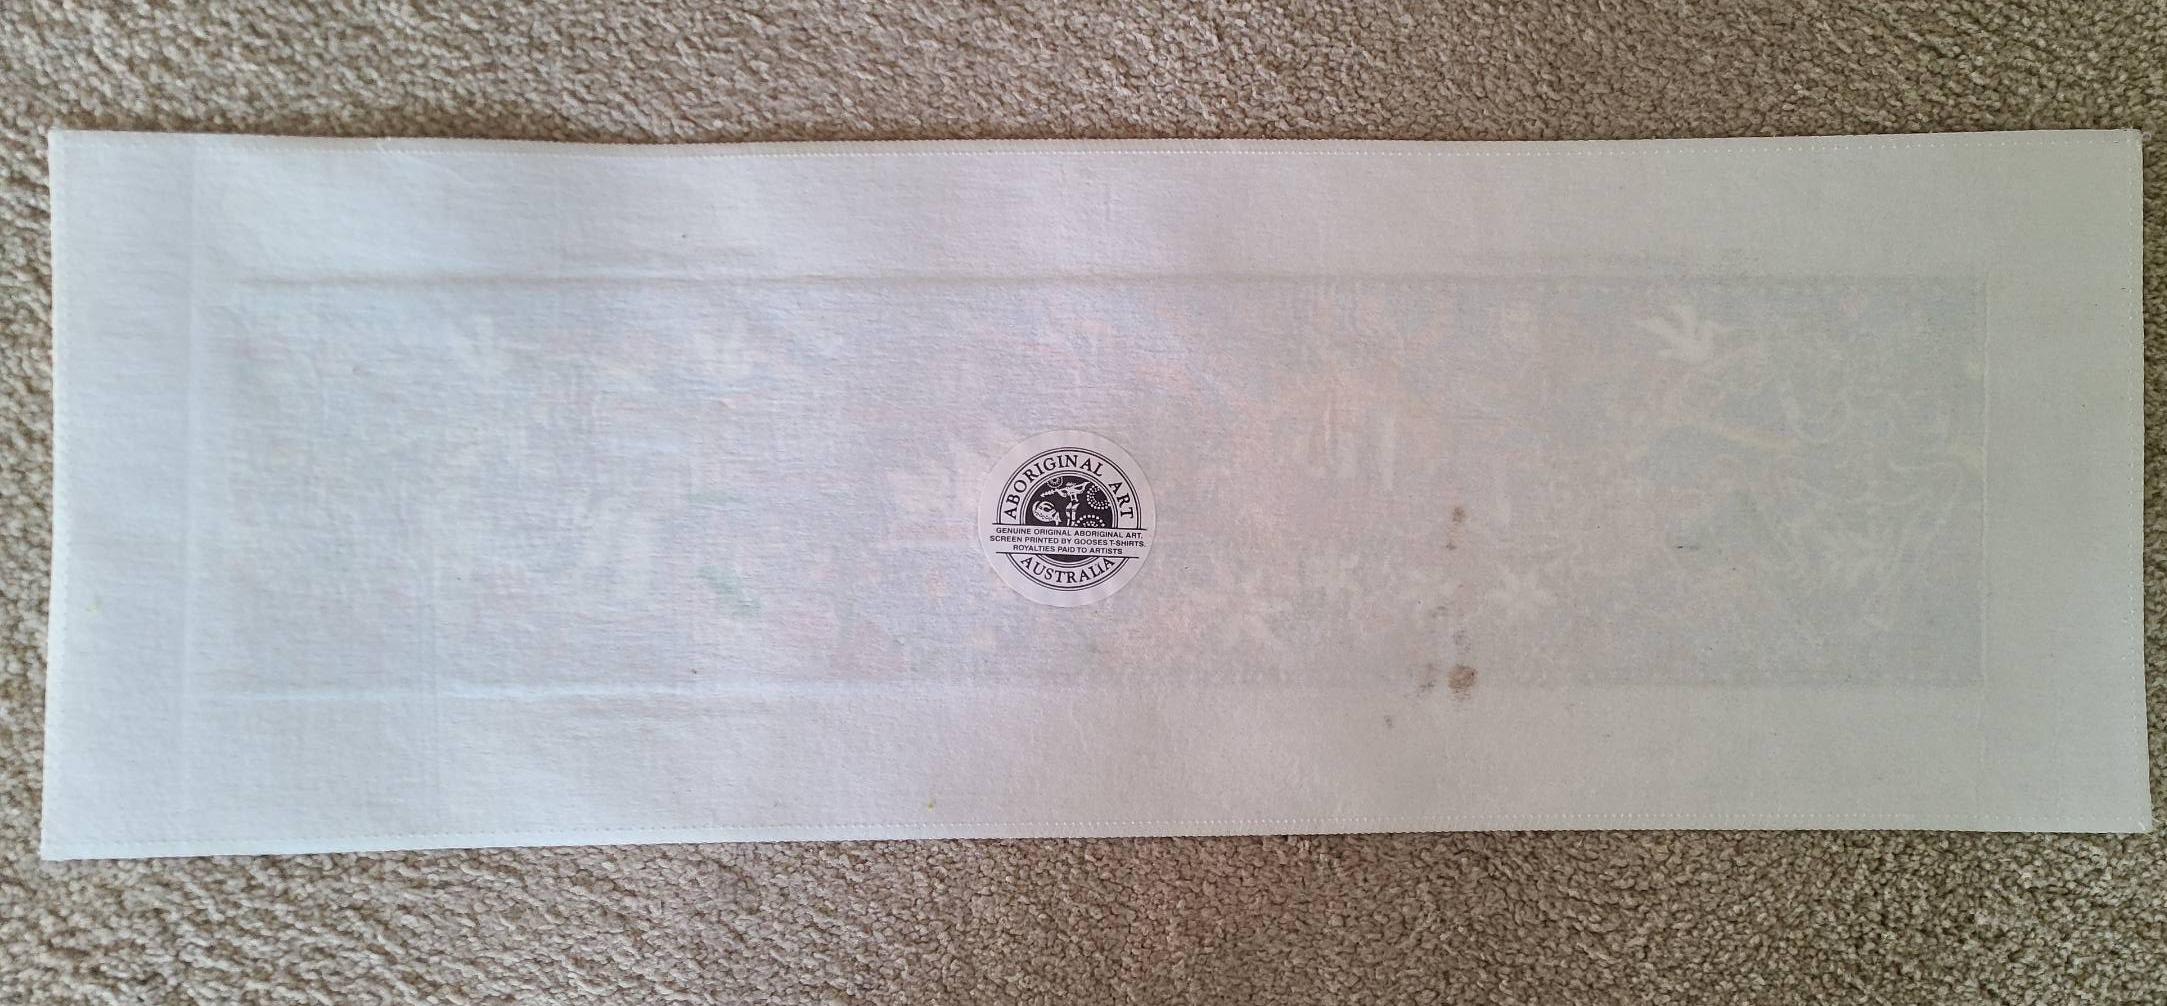 ABORIGINAL ART
GENUINE ORIGINAL ABORIGINAL ART.
SCREEN PRINTED BY GOOSES T-SHIRTS.
ROYALTIES PAID TO ARTISTS
AUSTRALIA